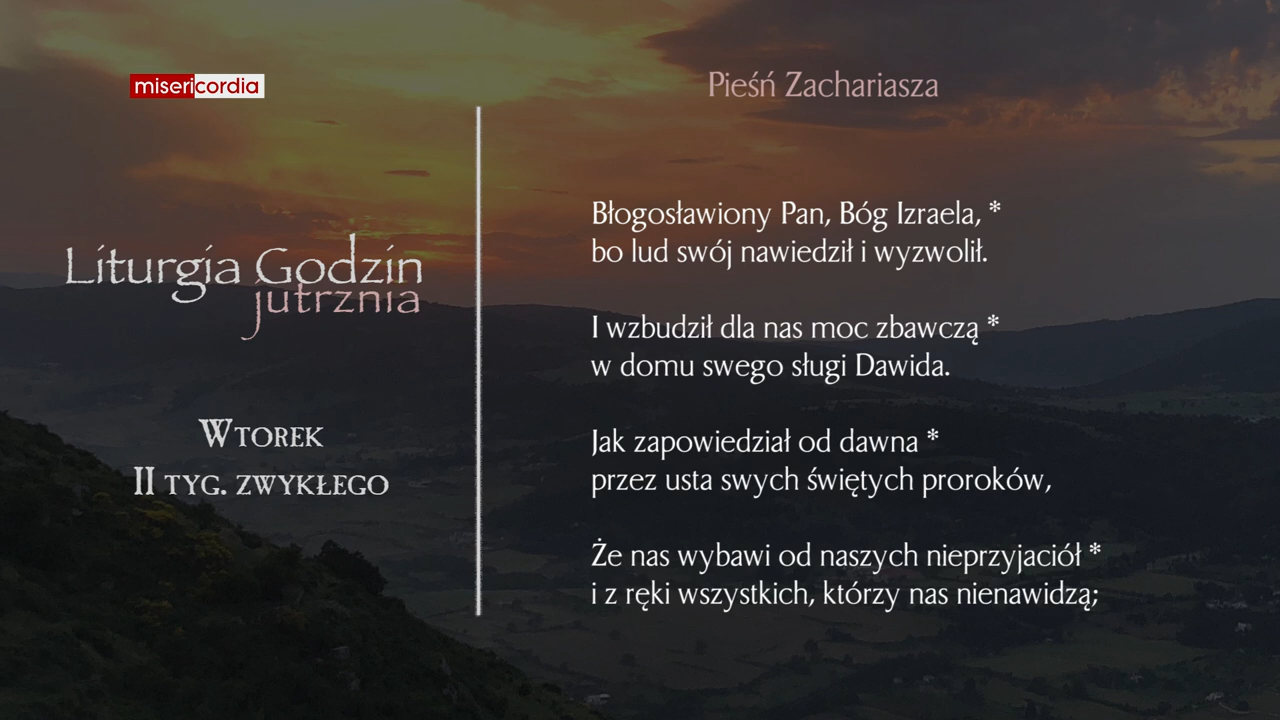 misericordia
Liturgia Godzin
jutrznia
Wtorek
II tyg. zwykłego
Pieśń Zachariasza
Błogosławiony Pan, Bóg Izraela, *
bo lud swój nawiedził i wyzwolił.
I wzbudził dla nas moc zbawczą *
w domu swego sługi Dawida.
Jak zapowiedział od dawna *
przez usta swych świętych proroków,
Że nas wybawi od naszych nieprzyjaciół *
i z ręki wszystkich, którzy nas nienawidzą;